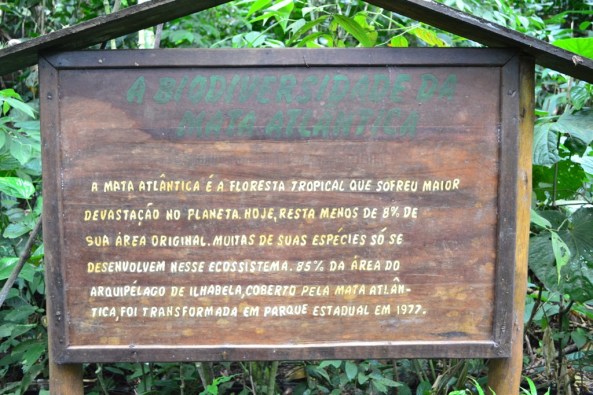 A BIODIVERSIDADE DA
MATA ATLÂNTICA
A MATA ATLÂNTICA É A FLORESTA TROPICAL QUE SOFREU MAIOR
DEVASTAÇÃO NO PLANETA. HOJE, RESTA MENOS DE 8% DE
SUA ÁREA ORIGINAL. MUITAS DE SUAS ESPÉCIES SÓ SE
DESENVOLVEM NESSE ECOSSISTEMA. 85% DA ÁREA DO
ARQUIPÉLAGO DE ILHABELA, COBERTO PELA MATA ATLÂN-
TICA, FOI TRANSFORMADA EM PARQUE ESTADUAL EM 1977.